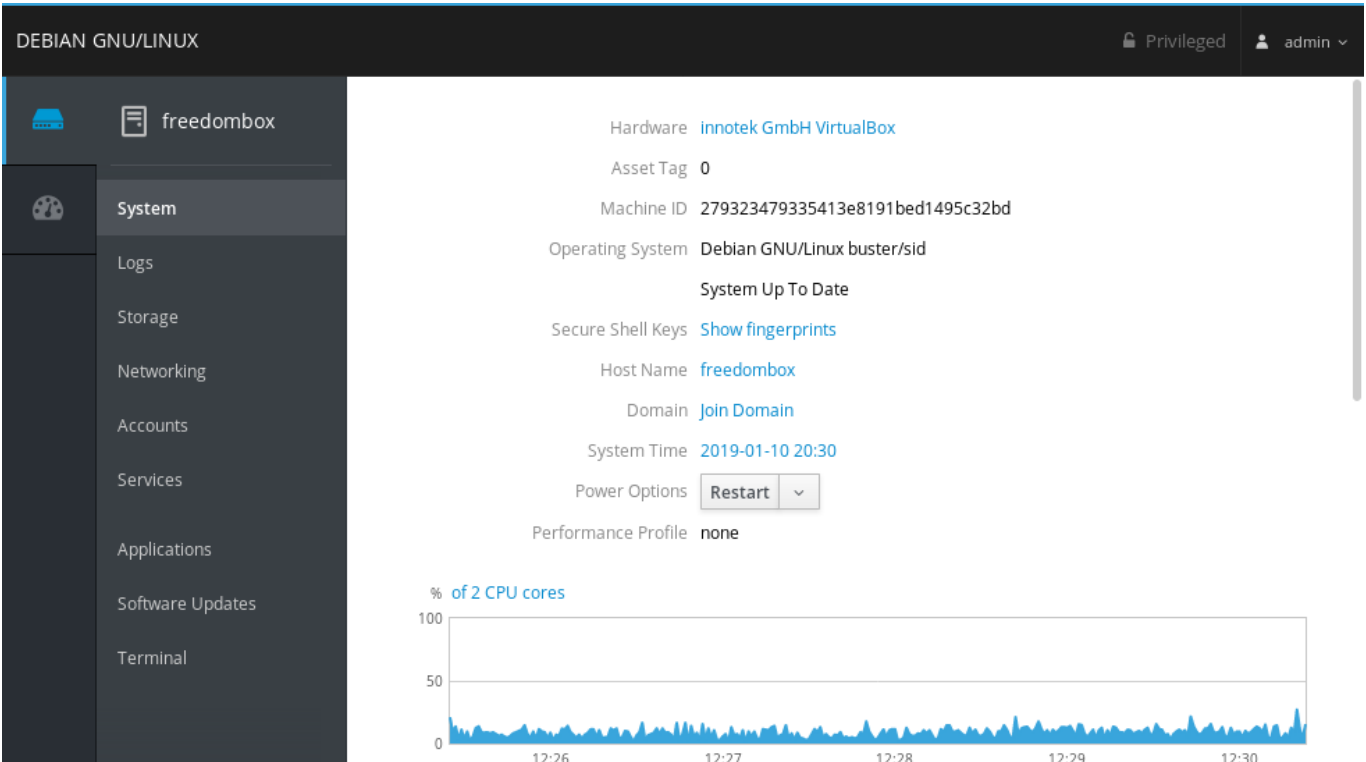 DEBIAN GNU/LINUX
Privileged
admin
freedombox
System
Logs
Storage
Networking
Accounts
Services
Applications
Software Updates
Terminal
Hardware innotek GmbH VirtualBox
Asset Tag 0
Machine ID 279323479335413e8191bed1495c32bd
Operating System Debian GNU/Linux buster/sid
System Up To Date
Secure Shell Keys Show fingerprints
Host Name freedombox
Domain Join Domain
System Time 2019-01-10 20:30
Power Options Restart
Performance Profile none
% of 2 CPU cores
100
50
0
12:26 12:27 12:28 12:29 12:30